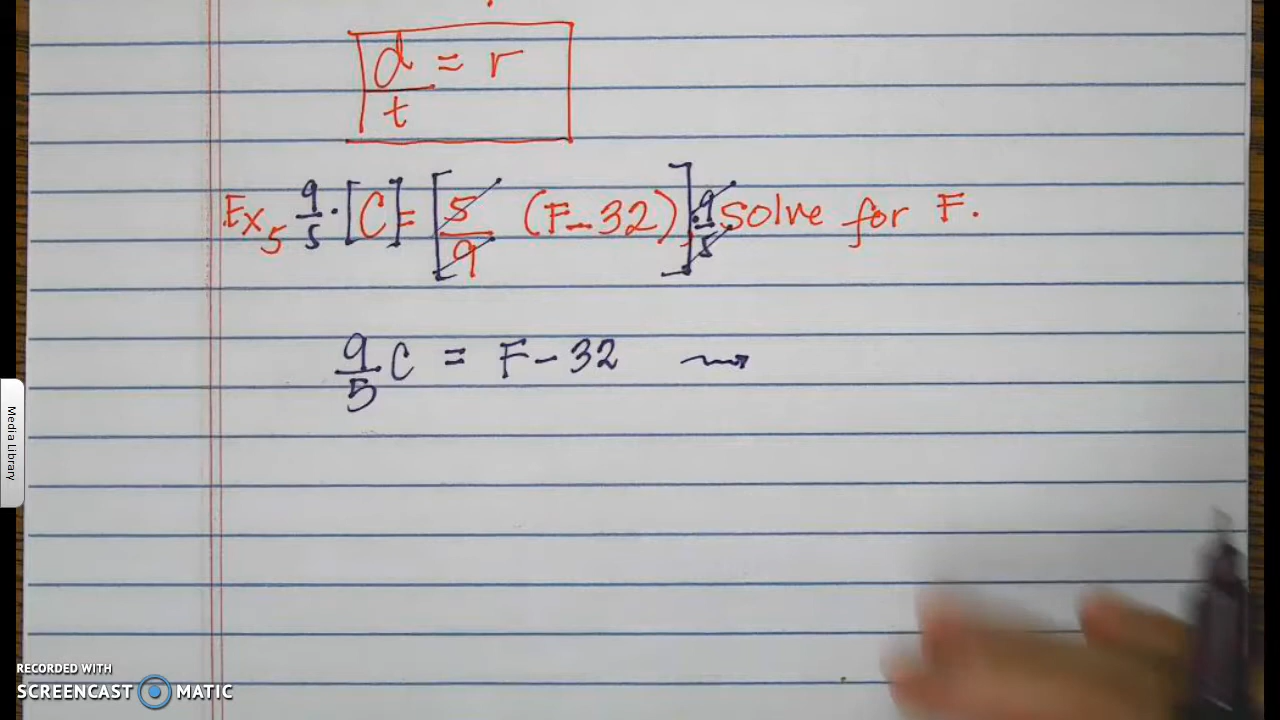 d/t = r
Ex 5 9/5 · [C] = [5/9 (F-32)] · 9/5 solve for F.
9/5 C = F - 32 ⇝
Media Library
RECORDED WITH
SCREENCAST MATIC